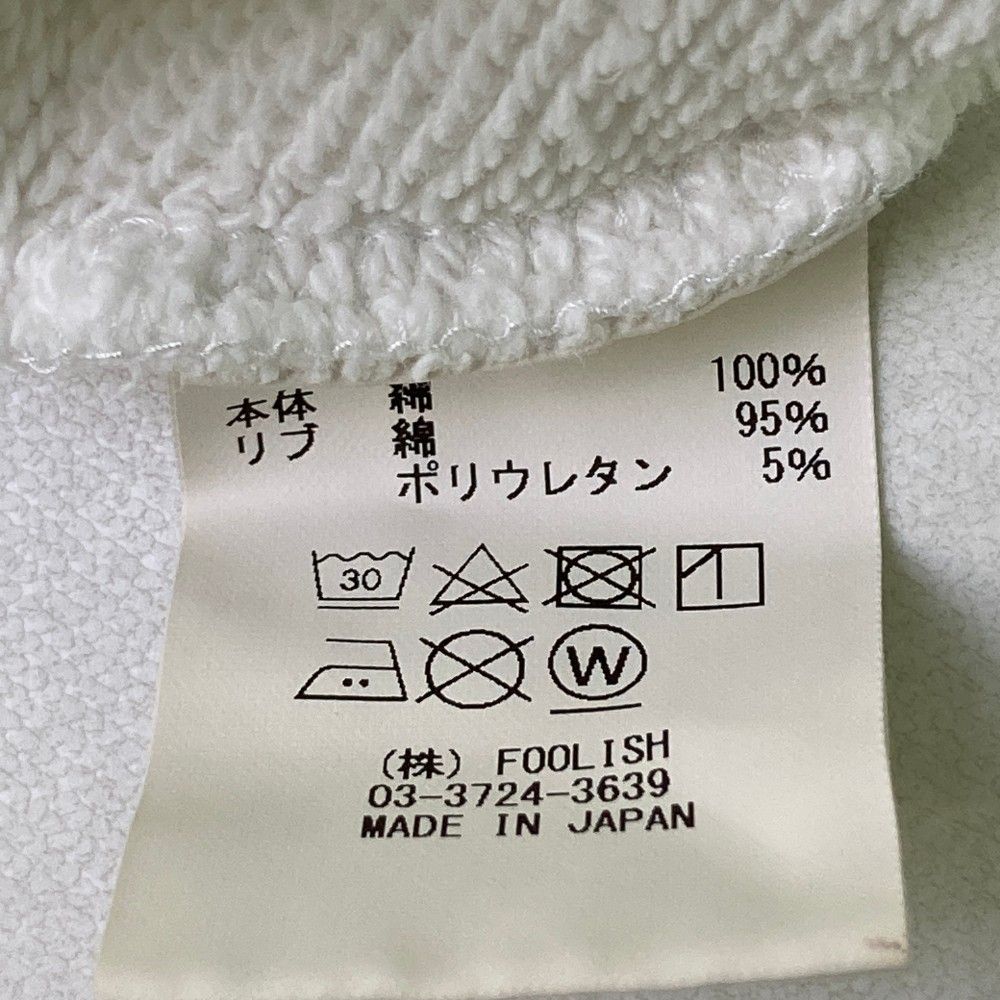 本体 綿 100%
リブ 綿 95%
ポリウレタン 5%
30
W
(株) FOOLISH
03-3724-3639
MADE IN JAPAN